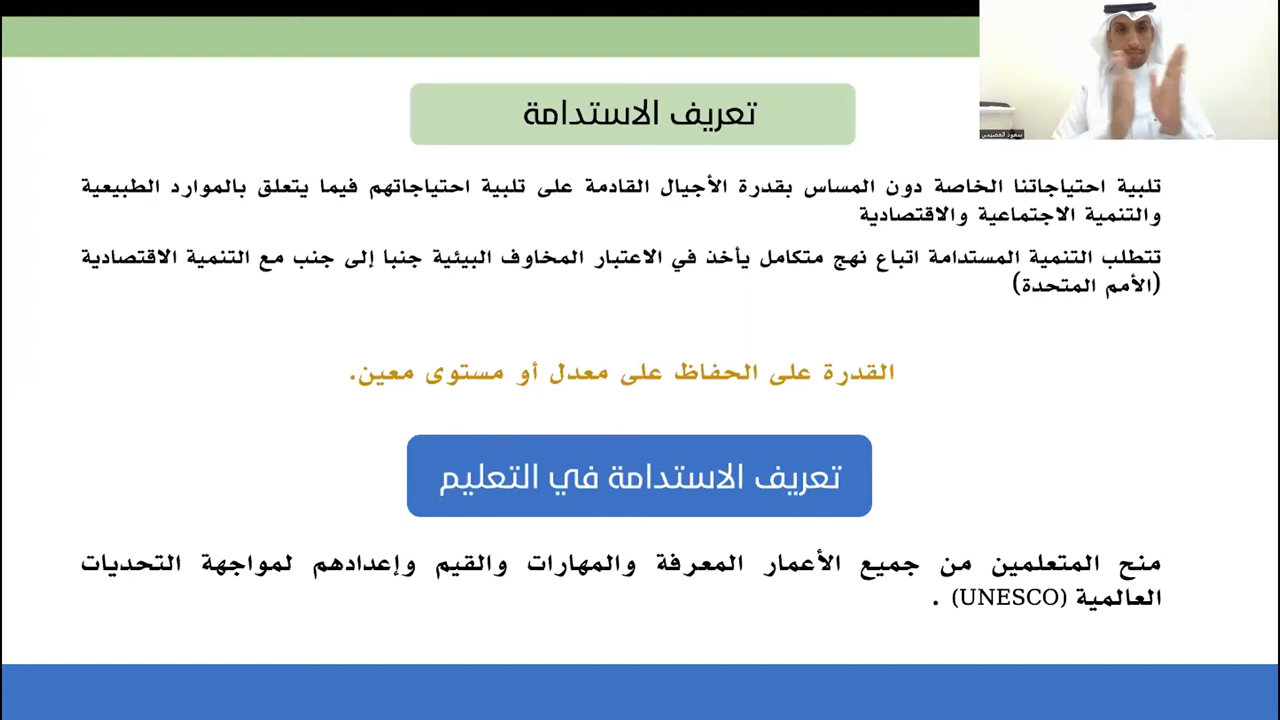 تعريف الاستدامة
سعود العصيمي
تلبية احتياجاتنا الخاصة دون المساس بقدرة الأجيال القادمة على تلبية احتياجاتهم فيما يتعلق بالموارد الطبيعية
والتنمية الاجتماعية والاقتصادية
تتطلب التنمية المستدامة اتباع نهج متكامل يأخذ في الاعتبار المخاوف البيئية جنبا إلى جنب مع التنمية الاقتصادية
(الأمم المتحدة)
القدرة على الحفاظ على معدل أو مستوى معين.
تعريف الاستدامة في التعليم
منح المتعلمين من جميع الأعمار المعرفة والمهارات والقيم وإعدادهم لمواجهة التحديات
العالمية (UNESCO) .